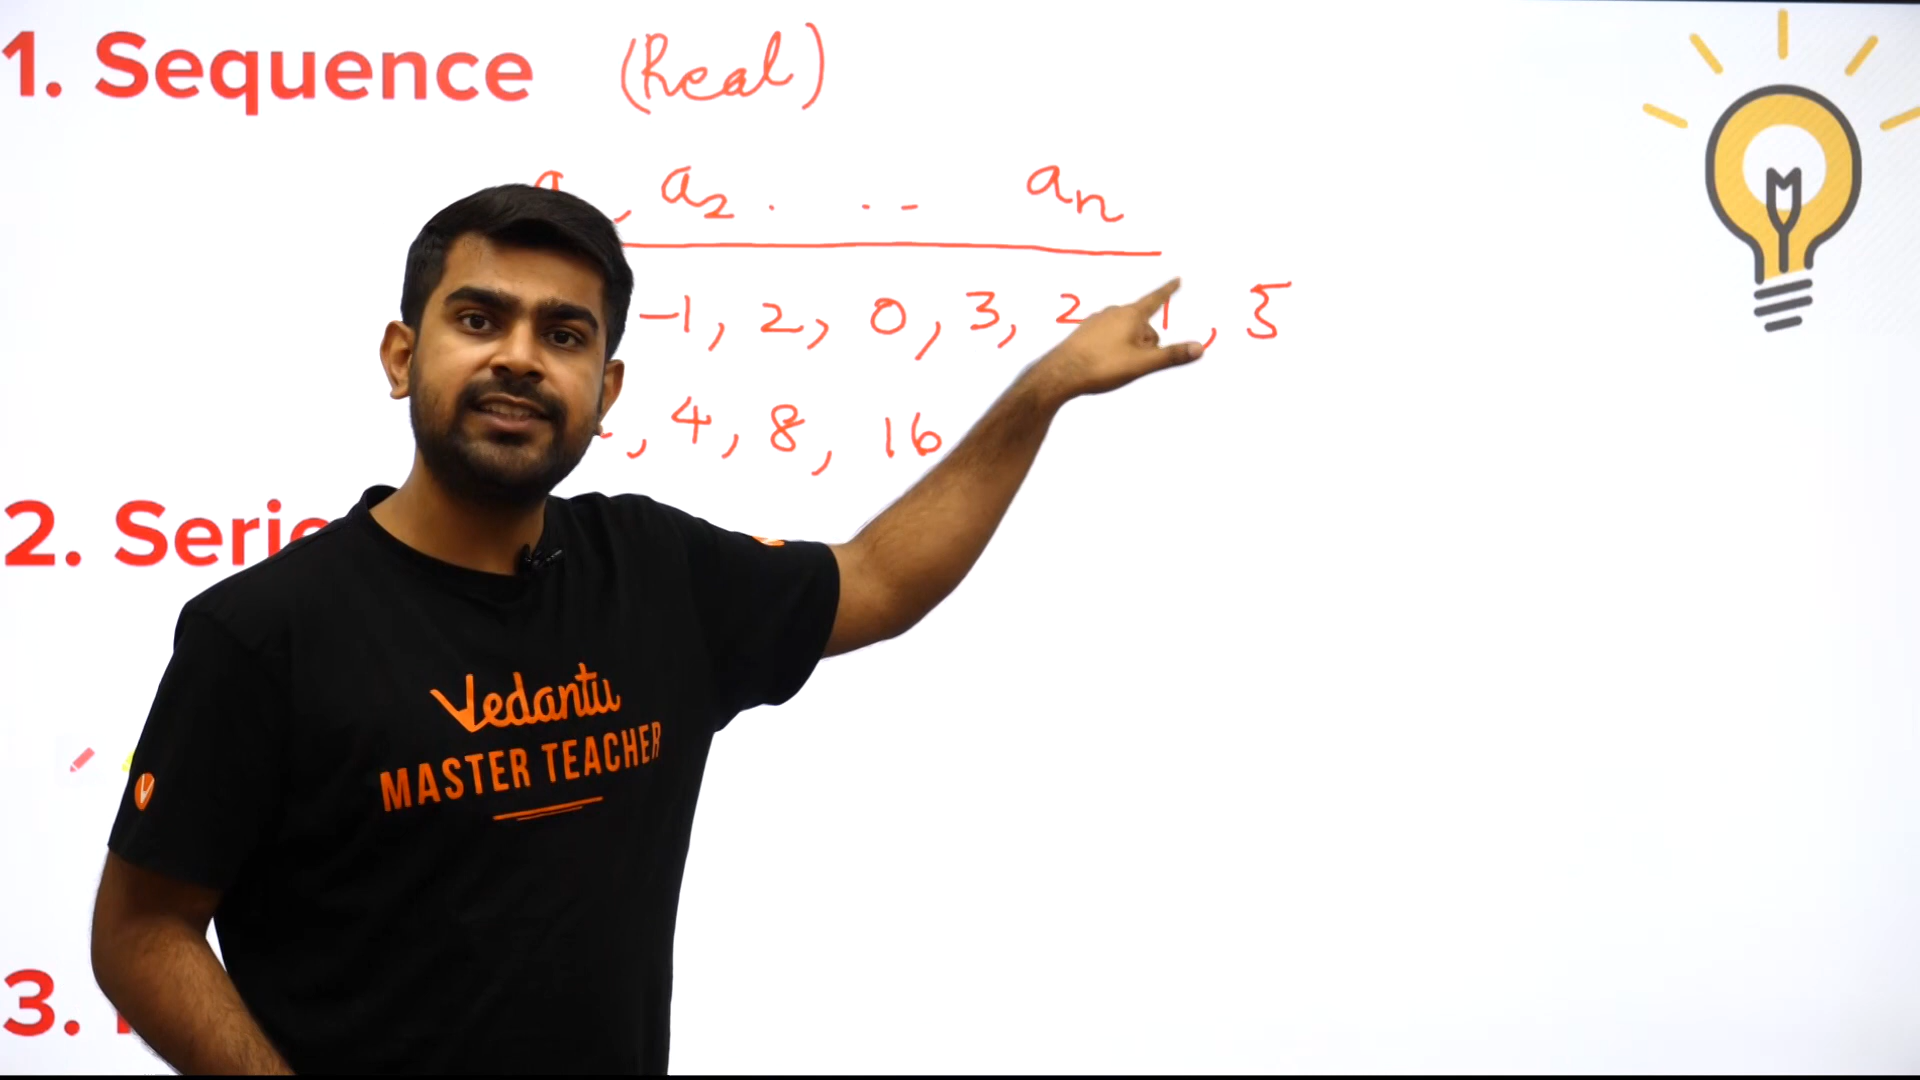 1. Sequence (Real)
a , a2 . . -- an
-1, 2, 0, 3, 2 1, 5
, 4, 8, 16
2.
3.
Vedantu
MASTER TEACHER